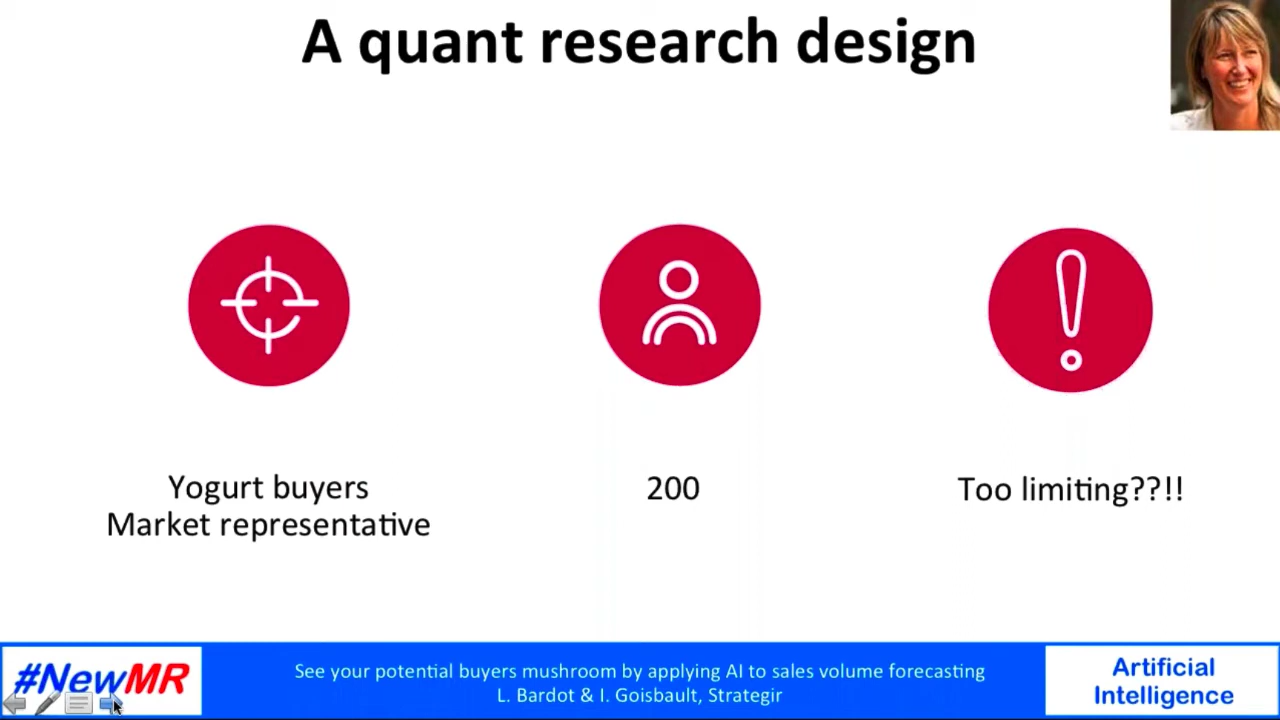 A quant research design
Yogurt buyers
Market representative
200
Too limiting??!!
#NewMR
See your potential buyers mushroom by applying AI to sales volume forecasting
L. Bardot & I. Goisbault, Strategir
Artificial
Intelligence